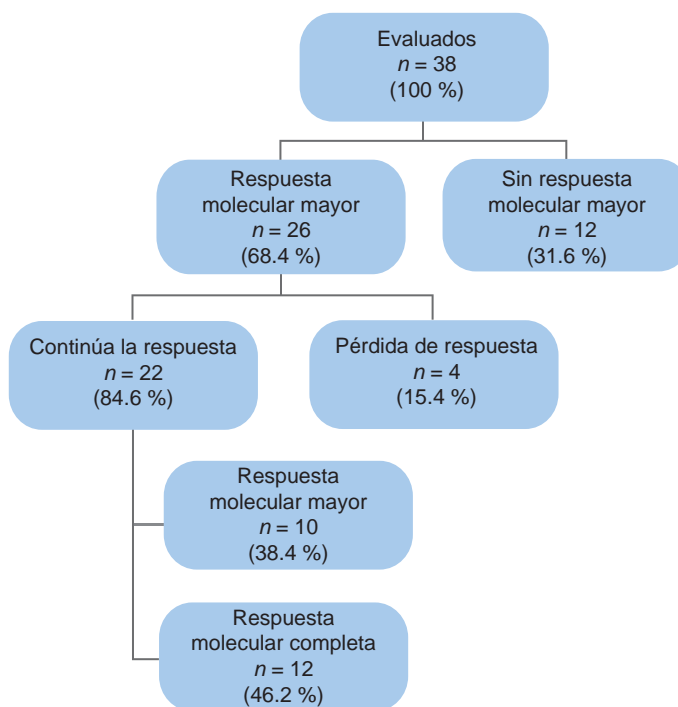 Evaluados
n = 38
(100 %)
Respuesta
molecular mayor
n = 26
(68.4 %)
Sin respuesta
molecular mayor
n = 12
(31.6 %)
Continúa la respuesta
n = 22
(84.6 %)
Pérdida de respuesta
n = 4
(15.4 %)
Respuesta
molecular mayor
n = 10
(38.4 %)
Respuesta
molecular completa
n = 12
(46.2 %)